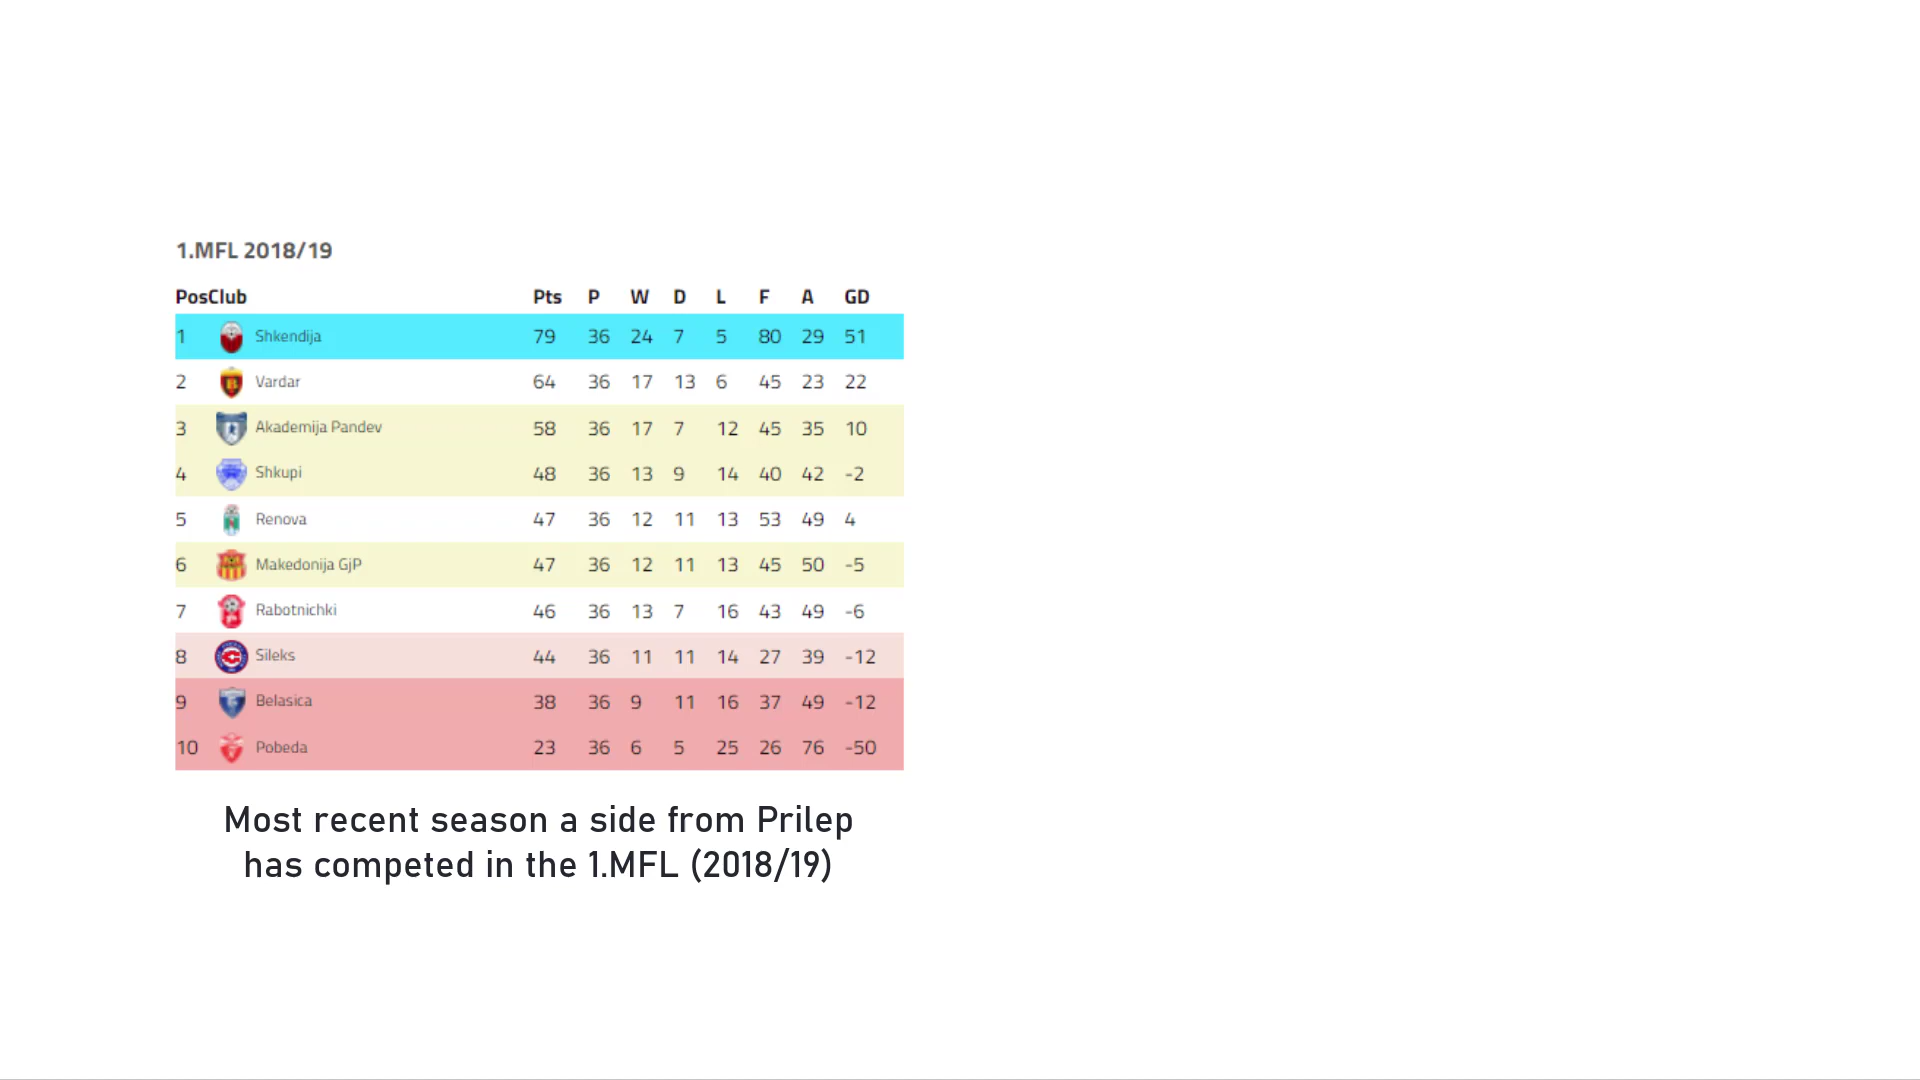 1.MFL 2018/19
PosClub Pts P W D L F A GD
1 Shkendija 79 36 24 7 5 80 29 51
2 Vardar 64 36 17 13 6 45 23 22
3 Akademija Pandev 58 36 17 7 12 45 35 10
4 Shkupi 48 36 13 9 14 40 42 -2
5 Renova 47 36 12 11 13 53 49 4
6 Makedonija GjP 47 36 12 11 13 45 50 -5
7 Rabotnichki 46 36 13 7 16 43 49 -6
8 Sileks 44 36 11 11 14 27 39 -12
9 Belasica 38 36 9 11 16 37 49 -12
10 Pobeda 23 36 6 5 25 26 76 -50
Most recent season a side from Prilep
has competed in the 1.MFL (2018/19)